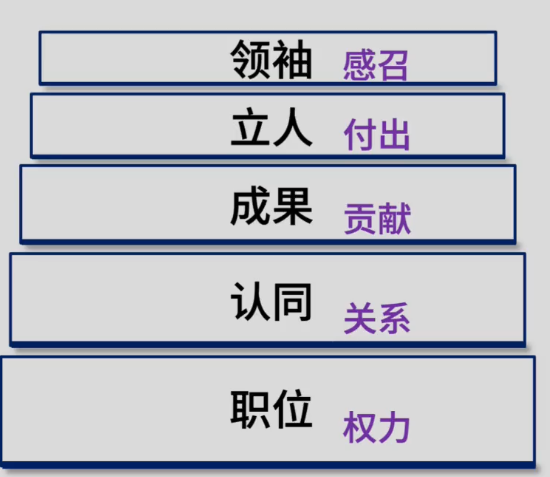 领袖 感召
立人 付出
成果 贡献
认同 关系
职位 权力